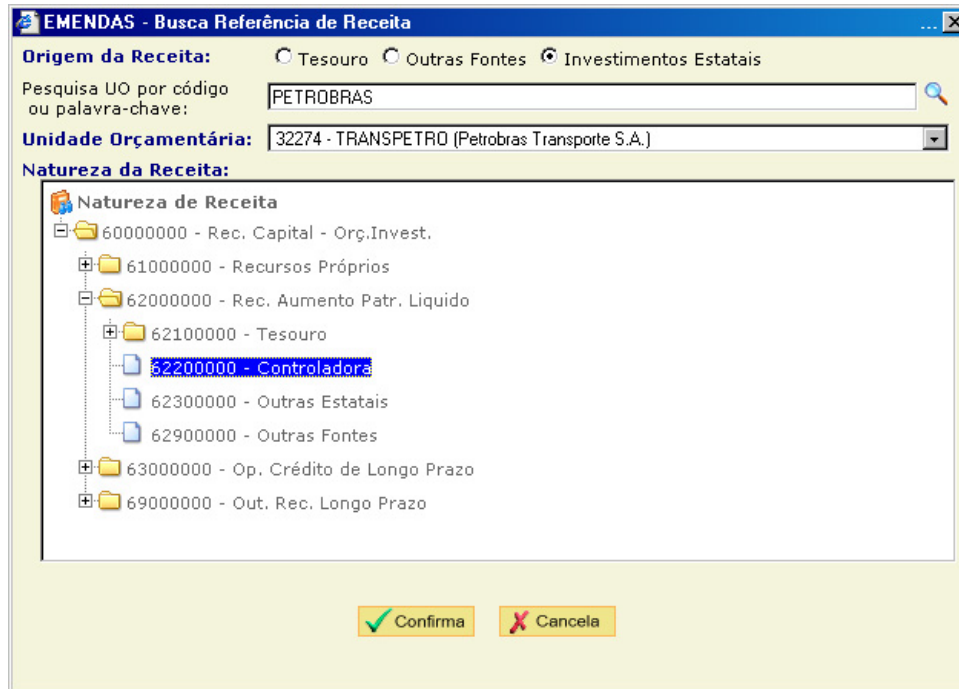 EMENDAS - Busca Referência de Receita ...
Origem da Receita: Tesouro Outras Fontes Investimentos Estatais
Pesquisa UO por código
ou palavra-chave: PETROBRAS
Unidade Orçamentária: 32274 - TRANSPETRO (Petrobras Transporte S.A.)
Natureza da Receita:
Natureza de Receita
60000000 - Rec. Capital - Orç.Invest.
61000000 - Recursos Próprios
62000000 - Rec. Aumento Patr. Liquido
62100000 - Tesouro
62200000 - Controladora
62300000 - Outras Estatais
62900000 - Outras Fontes
63000000 - Op. Crédito de Longo Prazo
69000000 - Out. Rec. Longo Prazo
Confirma Cancela